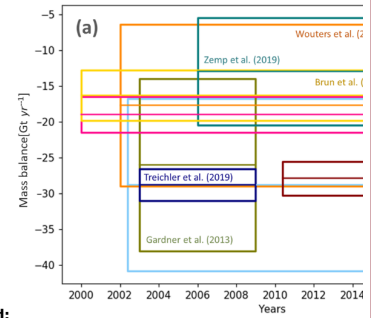 (a)
−5
−10
−15
−20
−25
−30
−35
−40
Mass balance[Gt yr⁻¹]
Wouters et al. (2
Zemp et al. (2019)
Brun et al. (
Treichler et al. (2019)
Gardner et al. (2013)
2000 2002 2004 2006 2008 2010 2012 2014
Years
d: